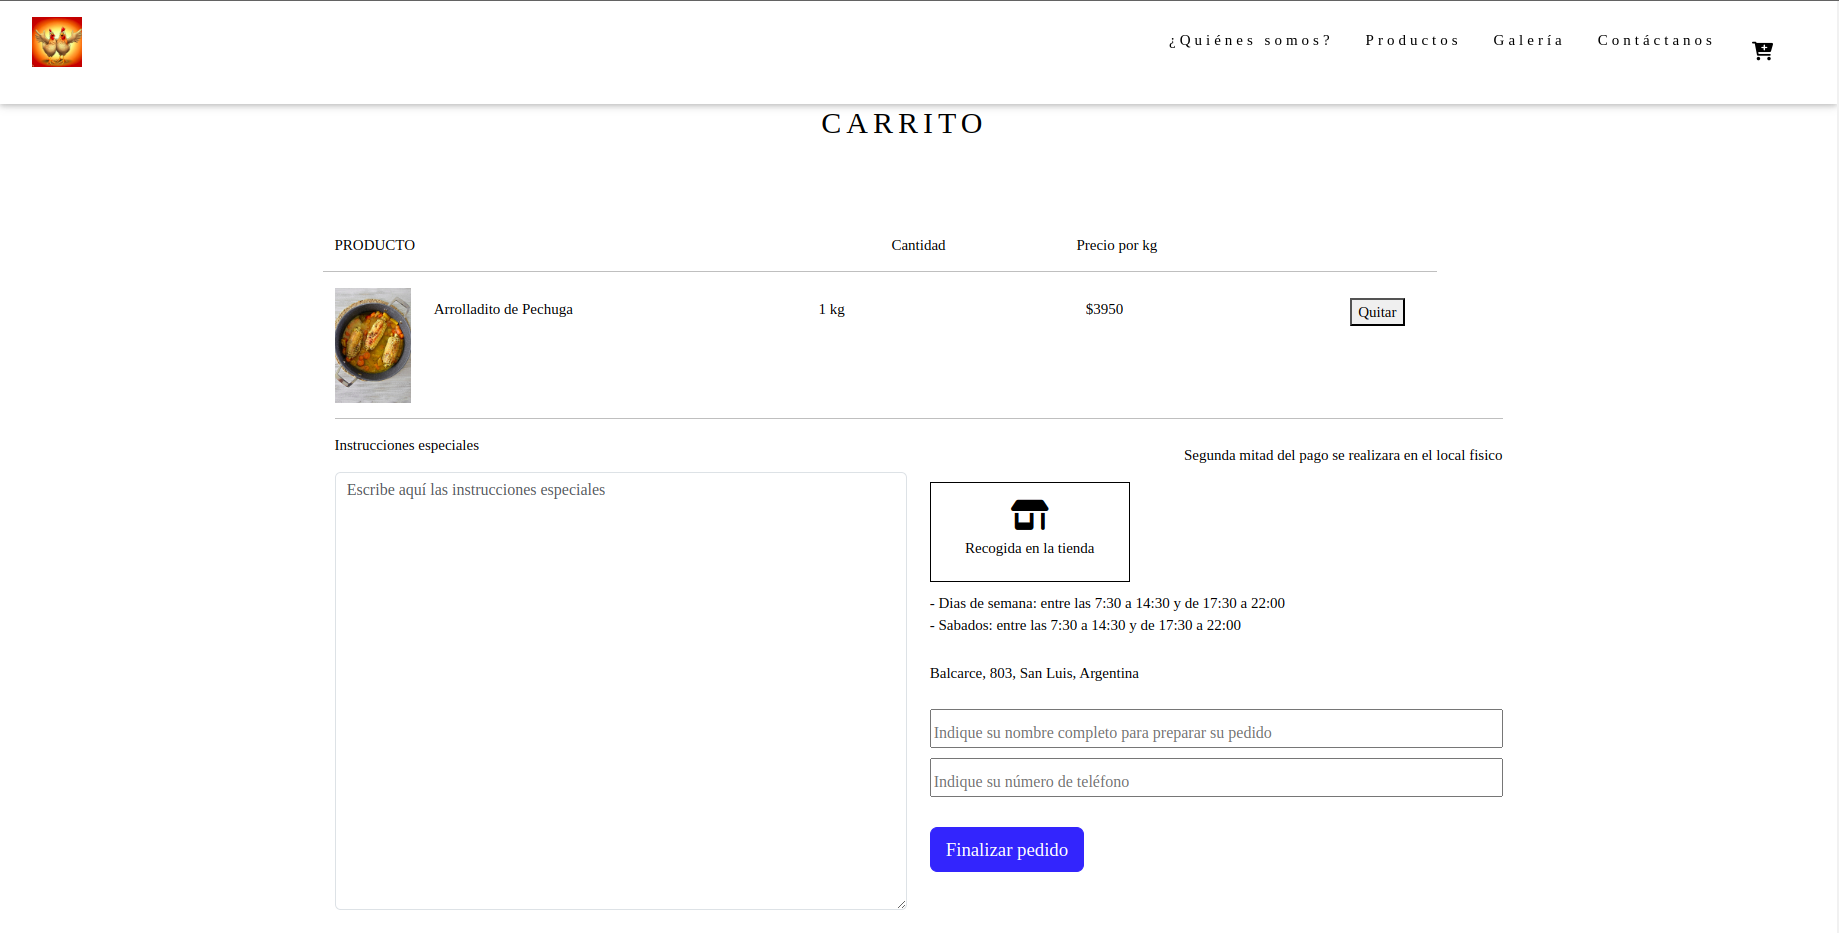 ¿Quiénes somos? Productos Galería Contáctanos
CARRITO
PRODUCTO Cantidad Precio por kg
Arrolladito de Pechuga 1 kg $3950 Quitar
Instrucciones especiales
Escribe aquí las instrucciones especiales
Segunda mitad del pago se realizara en el local fisico
Recogida en la tienda
- Dias de semana: entre las 7:30 a 14:30 y de 17:30 a 22:00
- Sabados: entre las 7:30 a 14:30 y de 17:30 a 22:00
Balcarce, 803, San Luis, Argentina
Indique su nombre completo para preparar su pedido
Indique su número de teléfono
Finalizar pedido